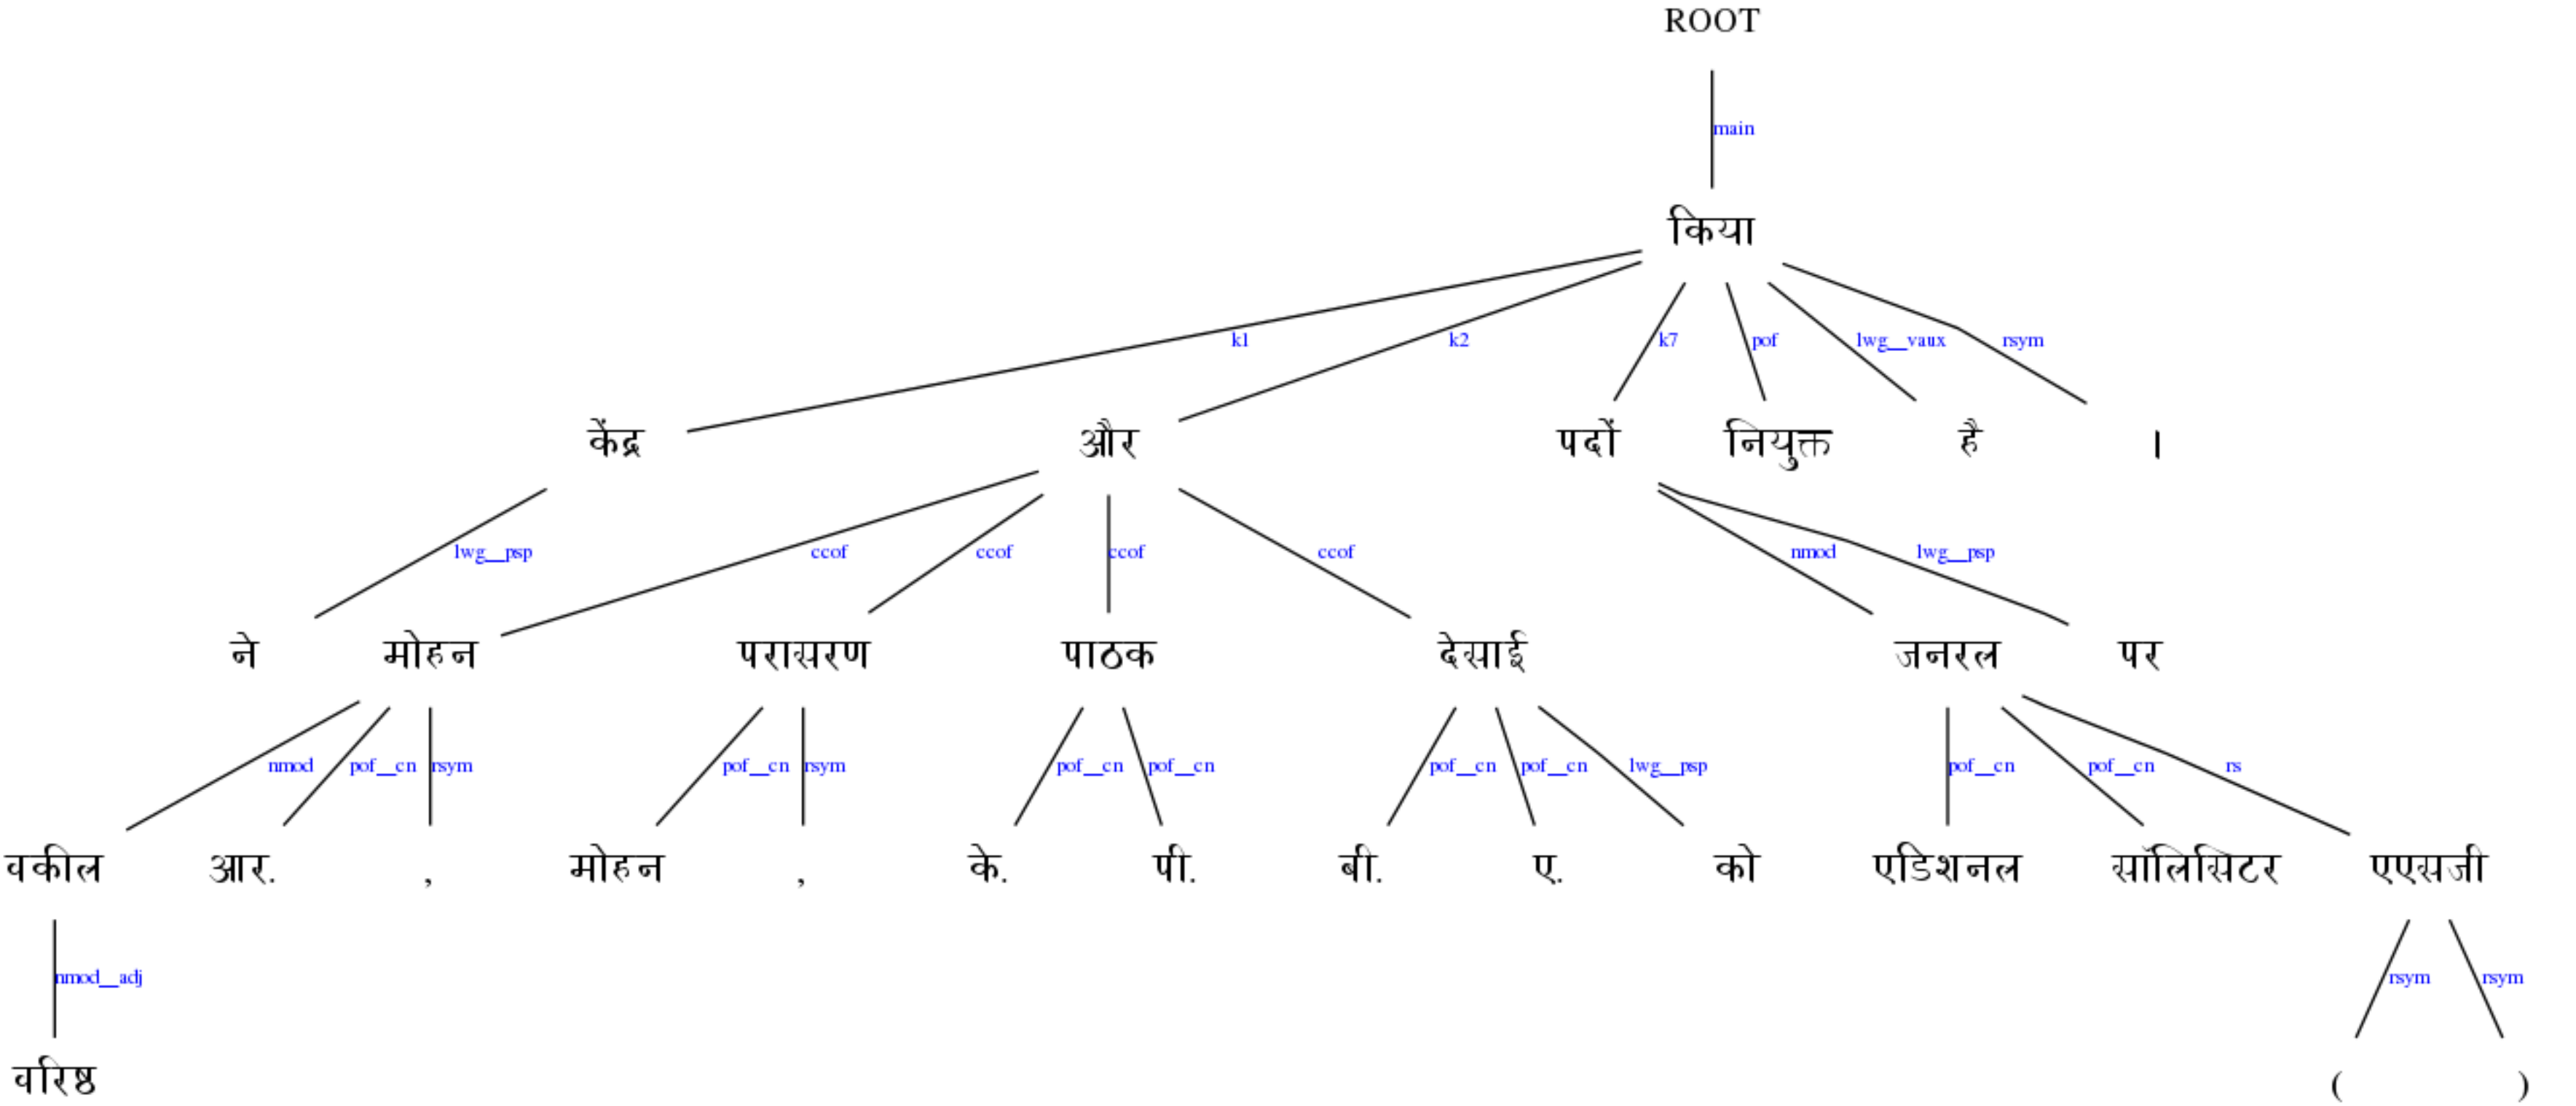 ROOT
main
किया
k1 k2 k7 pof lwg__vaux rsym
केंद्र और पदों नियुक्त है ।
lwg__psp ccof ccof ccof ccof nmod lwg__psp
ने मोहन परासरण पाठक देसाई जनरल पर
nmod pof__cn rsym pof__cn rsym pof__cn pof__cn pof__cn pof__cn lwg__psp pof__cn pof__cn rs
वकील आर. , मोहन , के. पी. बी. ए. को एडिशनल सॉलिसिटर एएसजी
nmod__adj rsym rsym
वरिष्ठ ( )